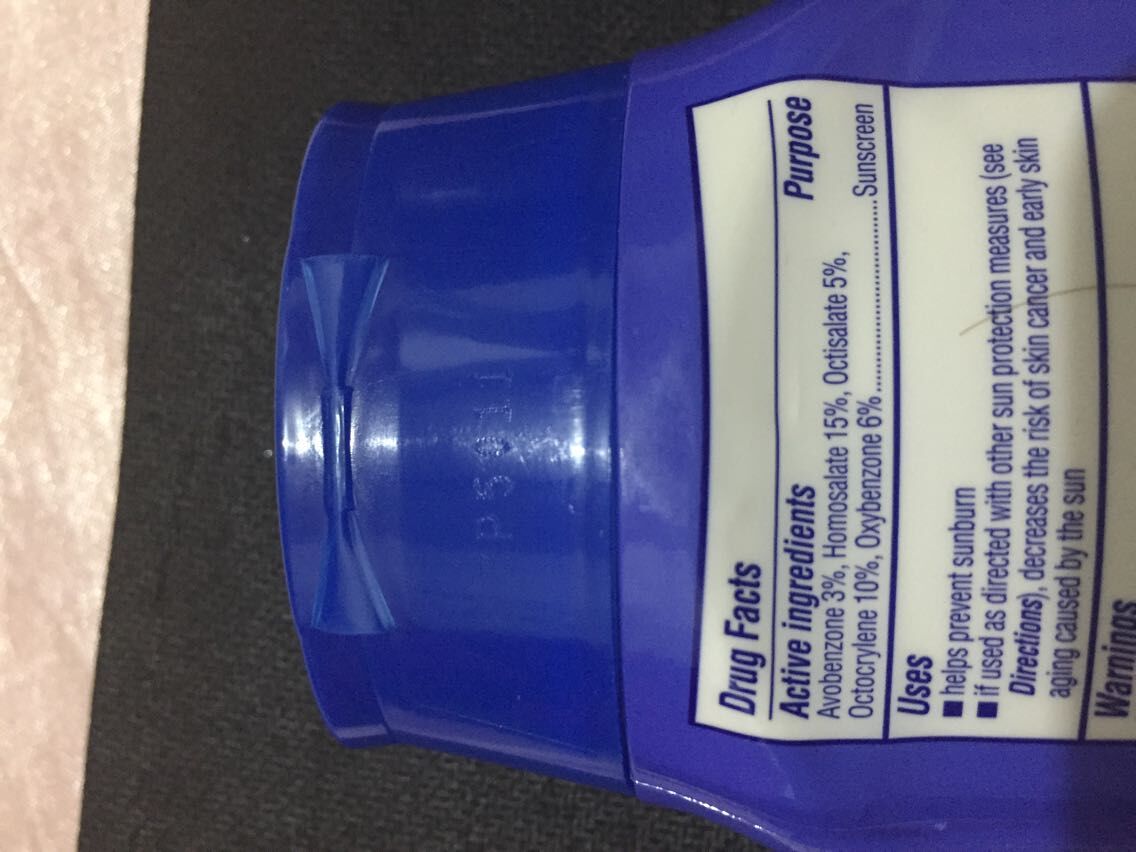 Drug Facts
Active ingredients Purpose
Avobenzone 3%, Homosalate 15%, Octisalate 5%,
Octocrylene 10%, Oxybenzone 6%.................... Sunscreen
Uses
■ helps prevent sunburn
■ if used as directed with other sun protection measures (see
Directions), decreases the risk of skin cancer and early skin
aging caused by the sun
Warnings